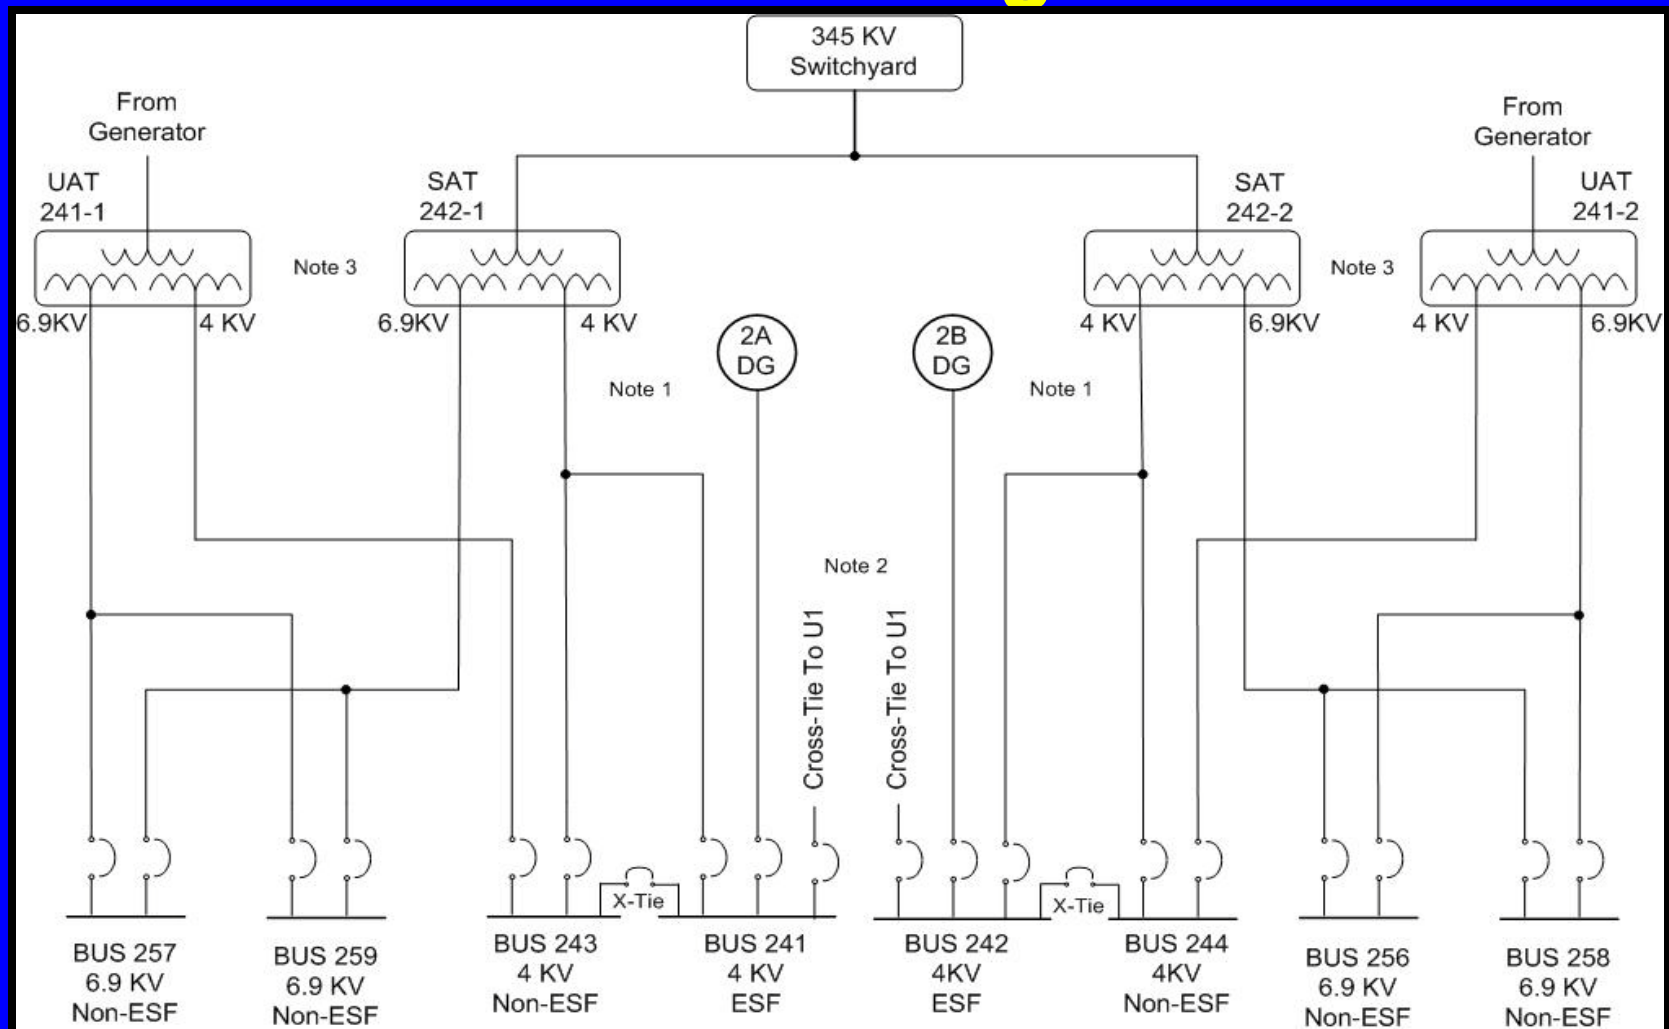 345 KV
Switchyard
From
Generator
From
Generator
UAT
241-1
SAT
242-1
SAT
242-2
UAT
241-2
Note 3
Note 3
6.9KV
4 KV
6.9KV
4 KV
4 KV
6.9KV
4 KV
6.9KV
2A
DG
2B
DG
Note 1
Note 1
Note 2
Cross-Tie To U1
Cross-Tie To U1
X-Tie
X-Tie
BUS 257
6.9 KV
Non-ESF
BUS 259
6.9 KV
Non-ESF
BUS 243
4 KV
Non-ESF
BUS 241
4 KV
ESF
BUS 242
4KV
ESF
BUS 244
4KV
Non-ESF
BUS 256
6.9 KV
Non-ESF
BUS 258
6.9 KV
Non-ESF